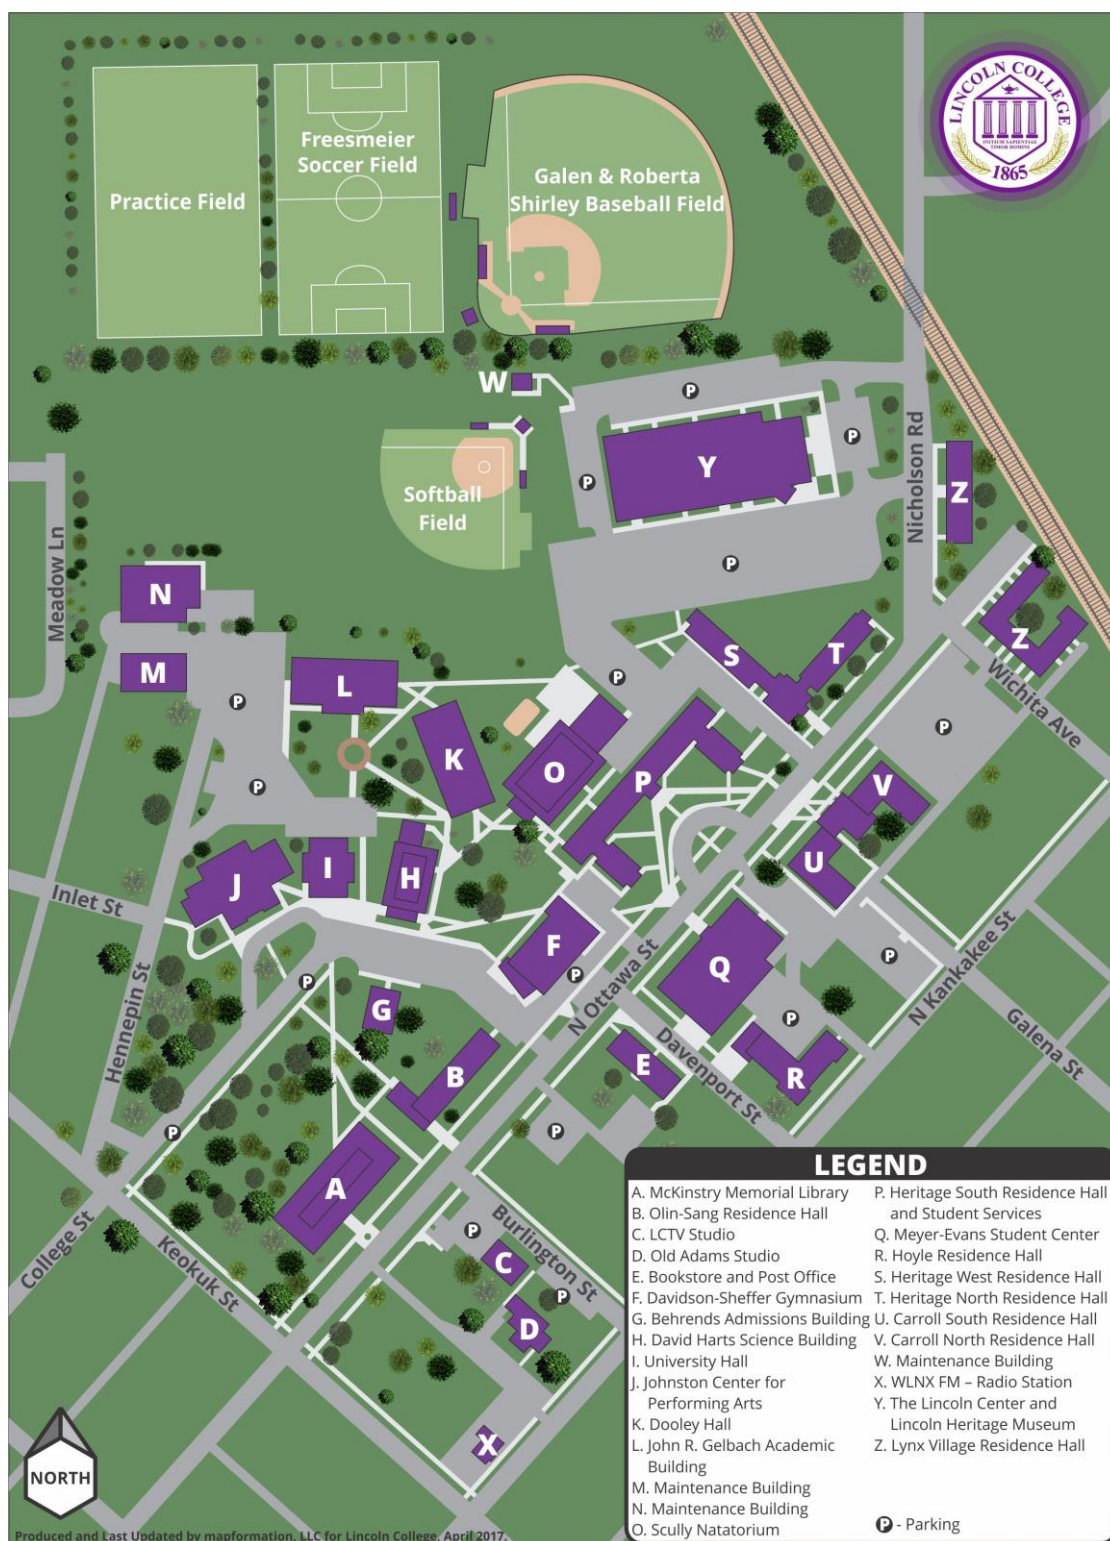 LINCOLN COLLEGE
INITIUM SAPIENTIAE
TIMOR DOMINI
1865
Practice Field
Freesmeier
Soccer Field
Galen & Roberta
Shirley Baseball Field
W
P
Y
P
P
Nicholson Rd
Z
Softball
Field
P
Meadow Ln
N
M
L
P
S
T
Z
Wichita Ave
P
K
O
P
P
V
P
J
I
H
U
Inlet St
F
P
N Ottawa St
Q
P
N Kankakee St
Hennepin St
P
G
B
E
Davenport St
P
R
Galena St
P
P
A
College St
Keokuk St
Burlington St
P
C
P
D
X
NORTH
LEGEND
A. McKinstry Memorial Library
B. Olin-Sang Residence Hall
C. LCTV Studio
D. Old Adams Studio
E. Bookstore and Post Office
F. Davidson-Sheffer Gymnasium
G. Behrends Admissions Building
H. David Harts Science Building
I. University Hall
J. Johnston Center for
Performing Arts
K. Dooley Hall
L. John R. Gelbach Academic
Building
M. Maintenance Building
N. Maintenance Building
O. Scully Natatorium
P. Heritage South Residence Hall
and Student Services
Q. Meyer-Evans Student Center
R. Hoyle Residence Hall
S. Heritage West Residence Hall
T. Heritage North Residence Hall
U. Carroll South Residence Hall
V. Carroll North Residence Hall
W. Maintenance Building
X. WLNX FM – Radio Station
Y. The Lincoln Center and
Lincoln Heritage Museum
Z. Lynx Village Residence Hall
P - Parking
Produced and Last Updated by mapformation, LLC for Lincoln College, April 2017.